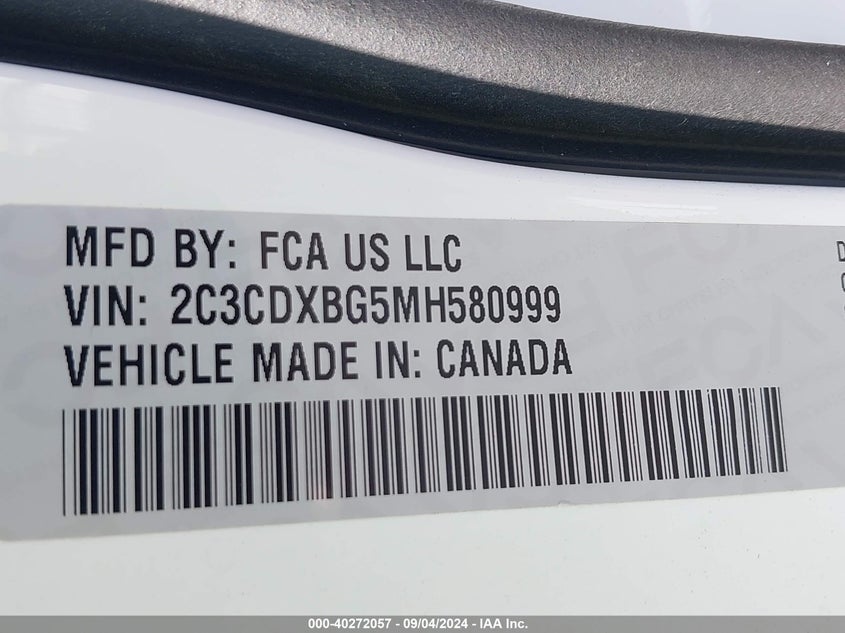 MFD BY: FCA US LLC
VIN: 2C3CDXBG5MH580999
VEHICLE MADE IN: CANADA
000-40272057 - 09/04/2024 - IAA Inc.